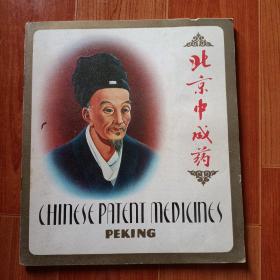 北京中成药
CHINESE PATENT MEDICINES
PEKING